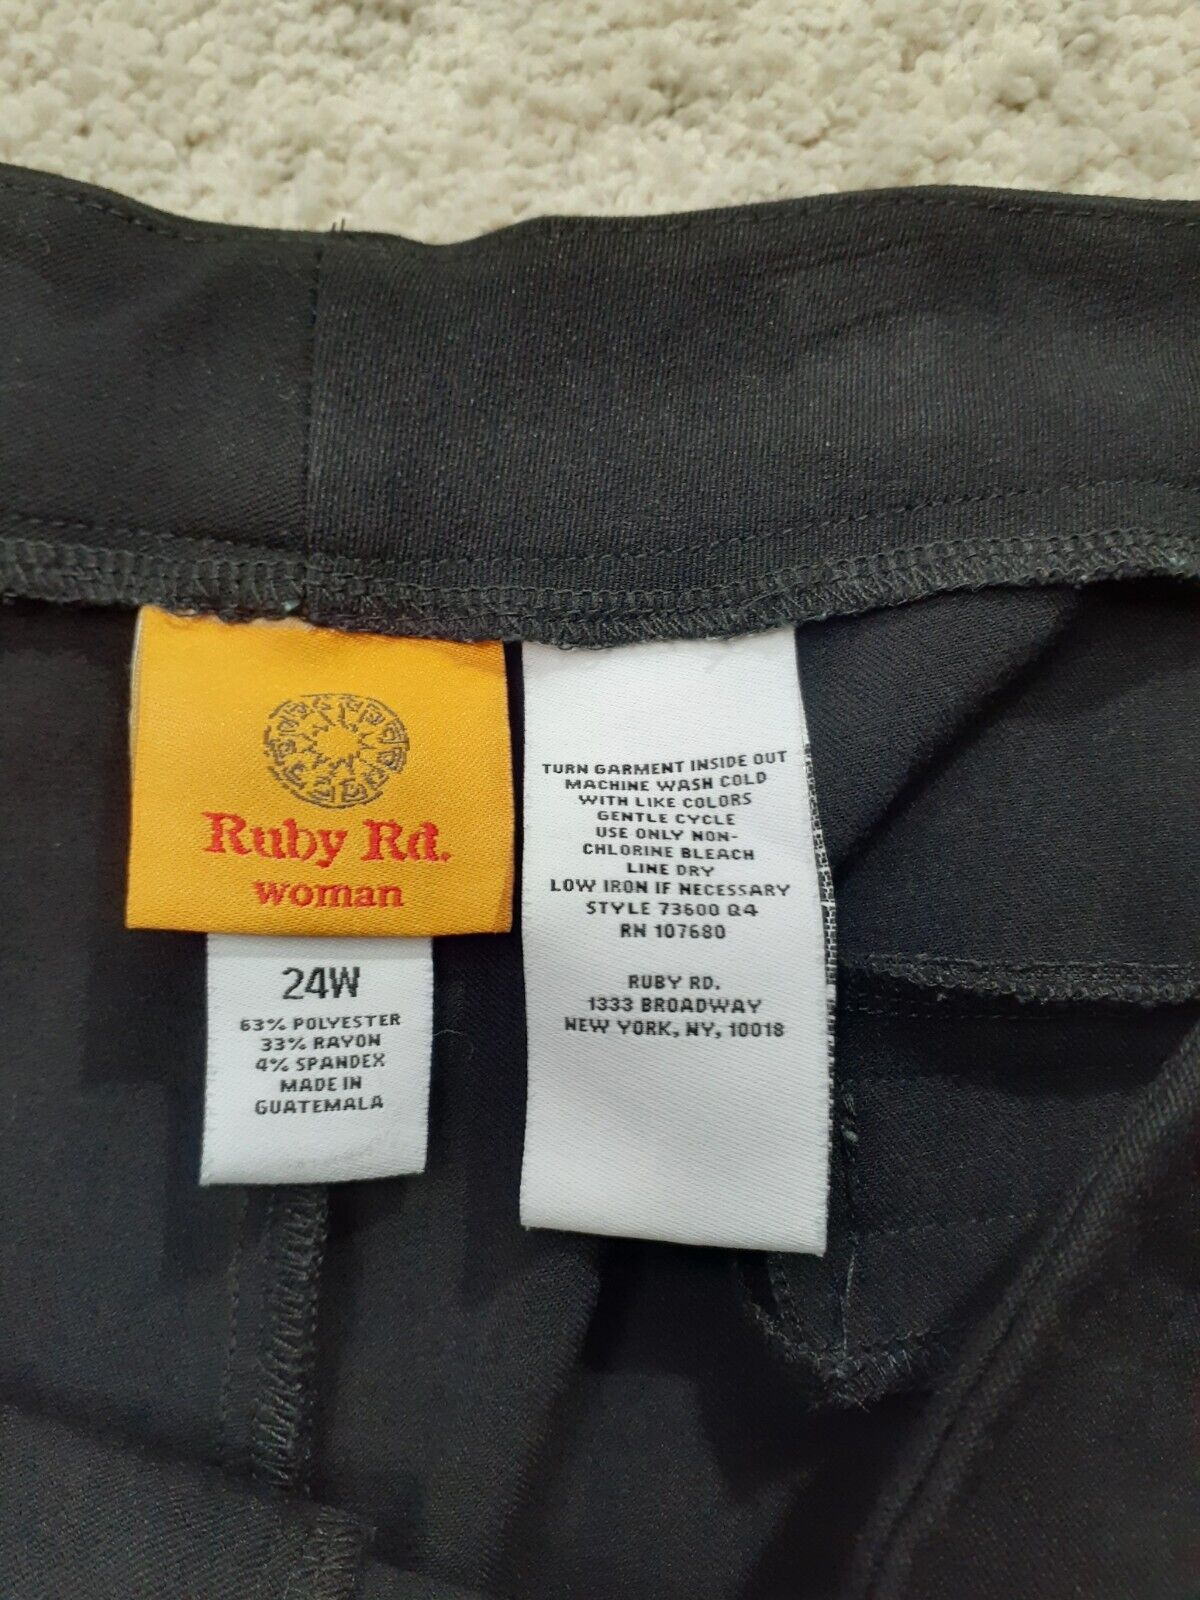 Ruby Rd.
woman
24W
63% POLYESTER
33% RAYON
4% SPANDEX
MADE IN
GUATEMALA
TURN GARMENT INSIDE OUT
MACHINE WASH COLD
WITH LIKE COLORS
GENTLE CYCLE
USE ONLY NON-
CHLORINE BLEACH
LINE DRY
LOW IRON IF NECESSARY
STYLE 73600 Q4
RN 107680
RUBY RD.
1333 BROADWAY
NEW YORK, NY, 10018